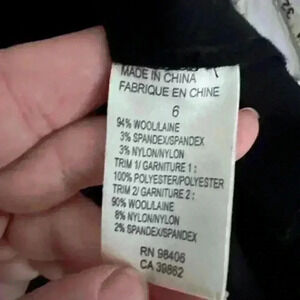 MADE IN CHINA
FABRIQUE EN CHINE
6
94% WOOL/LAINE
3% SPANDEX/SPANDEX
3% NYLON/NYLON
TRIM 1/ GARNITURE 1 :
100% POLYESTER/POLYESTER
TRIM 2/ GARNITURE 2 :
90% WOOL/LAINE
8% NYLON/NYLON
2% SPANDEX/SPANDEX
RN 98406
CA 39862
32